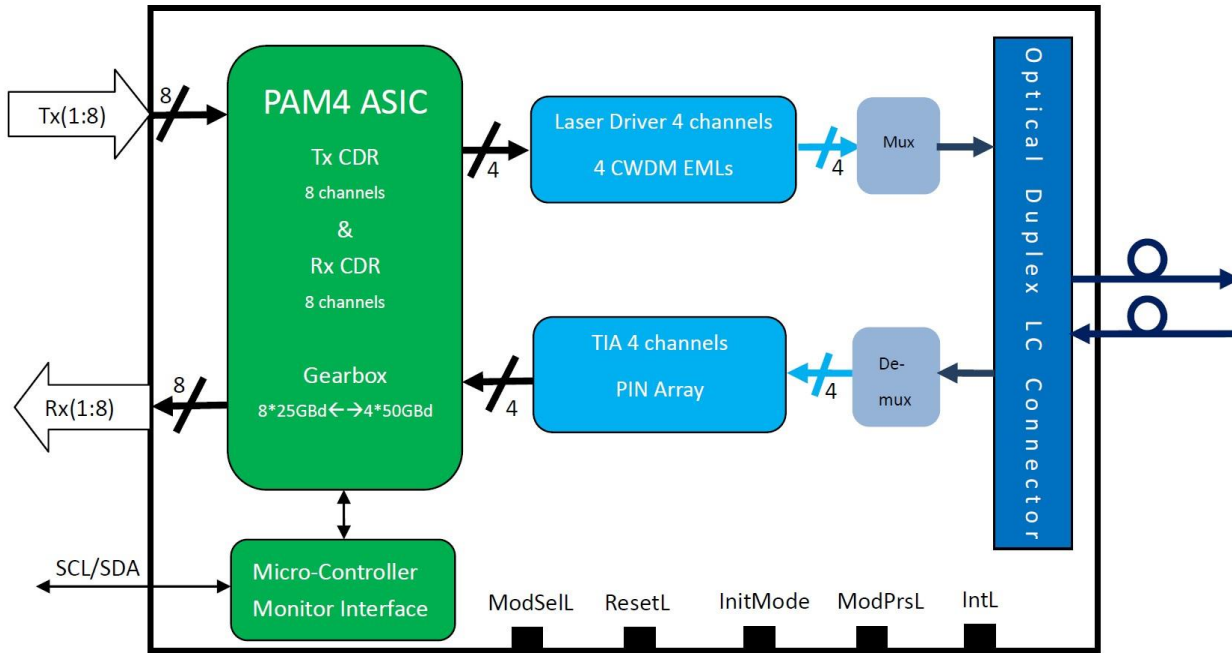 Tx(1:8)
8
PAM4 ASIC
Tx CDR
8 channels
&
Rx CDR
8 channels
Gearbox
8*25GBd←→4*50GBd
4
Laser Driver 4 channels
4 CWDM EMLs
4
Mux
Optical Duplex LC Connector
TIA 4 channels
PIN Array
4
De-
mux
4
8
Rx(1:8)
SCL/SDA
Micro-Controller
Monitor Interface
ModSelL
ResetL
InitMode
ModPrsL
IntL